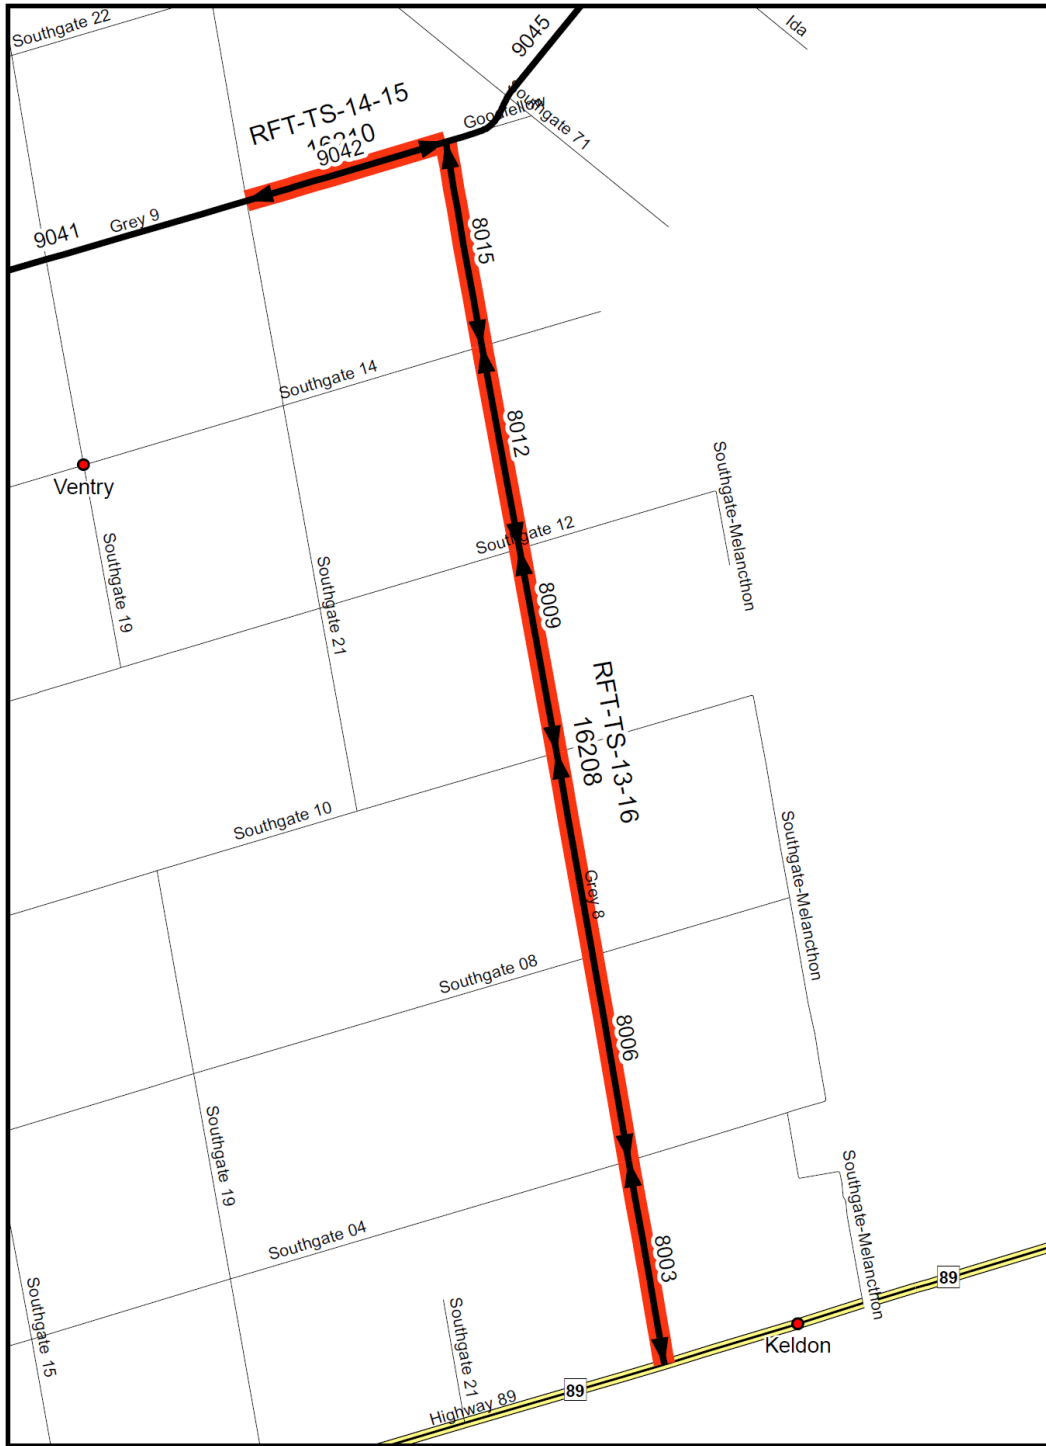 Southgate 22
Ida
9045
RFT-TS-14-15
16210
9042
Goodfellow
Southgate 71
Grey 9
9041
8015
Southgate 14
8012
Ventry
Southgate 12
Southgate-Melancthon
Southgate 19
Southgate 21
8009
RFT-TS-13-16
16208
Southgate 10
Southgate-Melancthon
Grey 8
Southgate 08
8006
Southgate 19
Southgate-Melancthon
Southgate 04
8003
89
Southgate 15
Southgate 21
Keldon
89
Highway 89